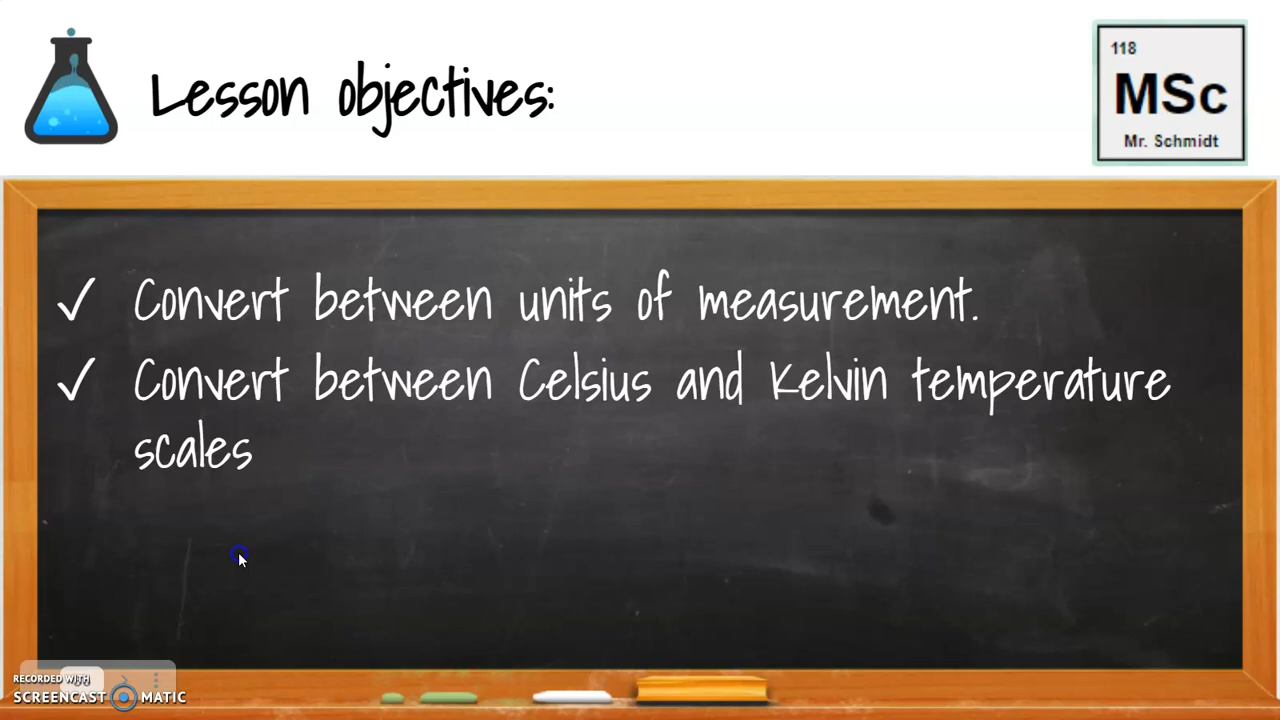 Lesson objectives:
118
MSc
Mr. Schmidt
✓ Convert between units of measurement.
✓ Convert between Celsius and Kelvin temperature
scales
RECORDED WITH
SCREENCAST MATIC